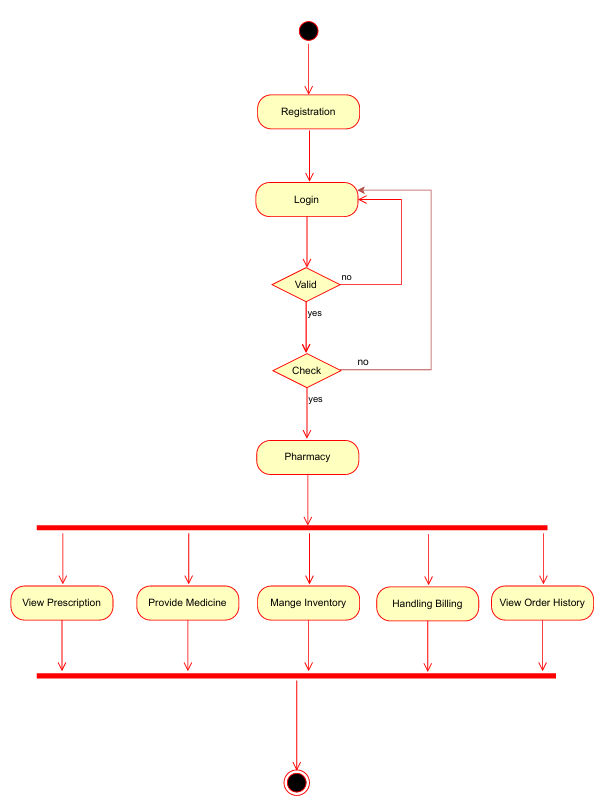 Registration
Login
Valid
no
yes
Check
no
yes
Pharmacy
View Prescription
Provide Medicine
Mange Inventory
Handling Billing
View Order History